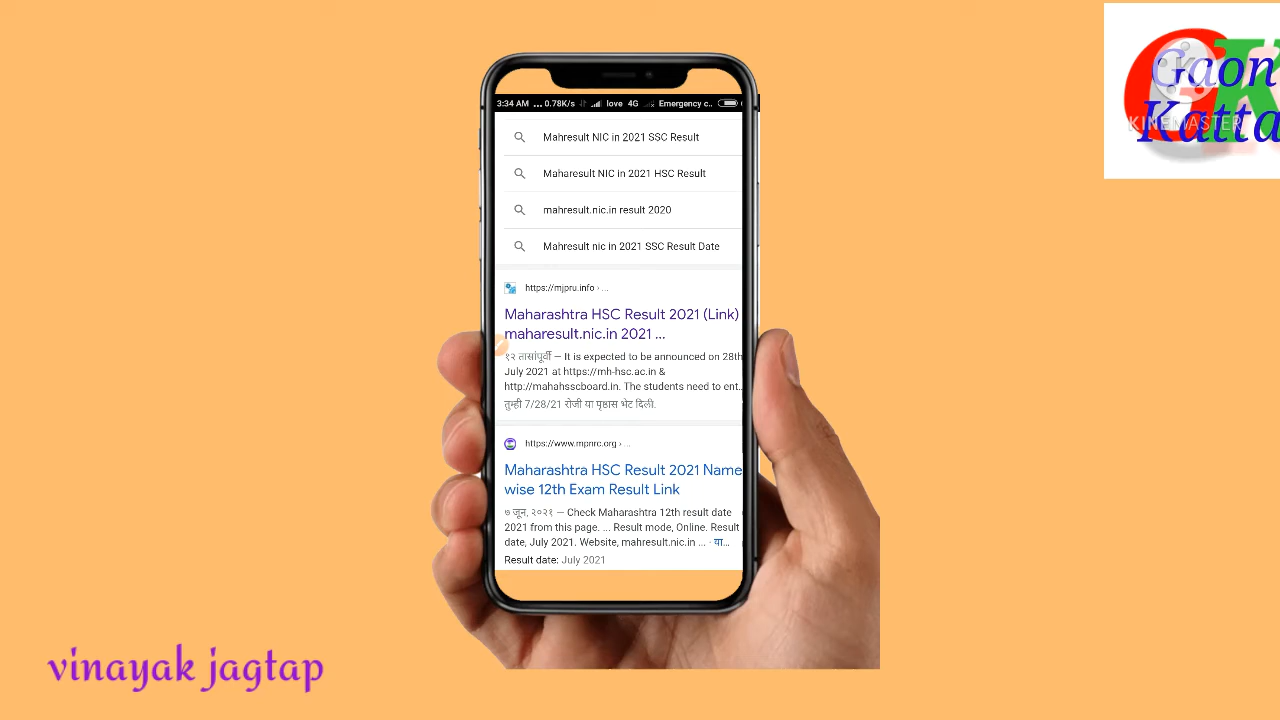 Gaon
Katta
KINEMASTER
3:34 AM ... 0.78K/s love 4G Emergency c..
Mahresult NIC in 2021 SSC Result
Maharesult NIC in 2021 HSC Result
mahresult.nic.in result 2020
Mahresult nic in 2021 SSC Result Date
https://mjpru.info › ...
Maharashtra HSC Result 2021 (Link)
maharesult.nic.in 2021 ...
१२ तासांपूर्वी — It is expected to be announced on 28th
July 2021 at https://mh-hsc.ac.in &
http://mahahsscboard.in. The students need to ent...
तुम्ही 7/28/21 रोजी या पृष्ठास भेट दिली.
https://www.mpnrc.org › ...
Maharashtra HSC Result 2021 Name
wise 12th Exam Result Link
७ जून, २०२१ — Check Maharashtra 12th result date
2021 from this page. ... Result mode, Online. Result
date, July 2021. Website, mahresult.nic.in ... · या...
Result date: July 2021
vinayak jagtap